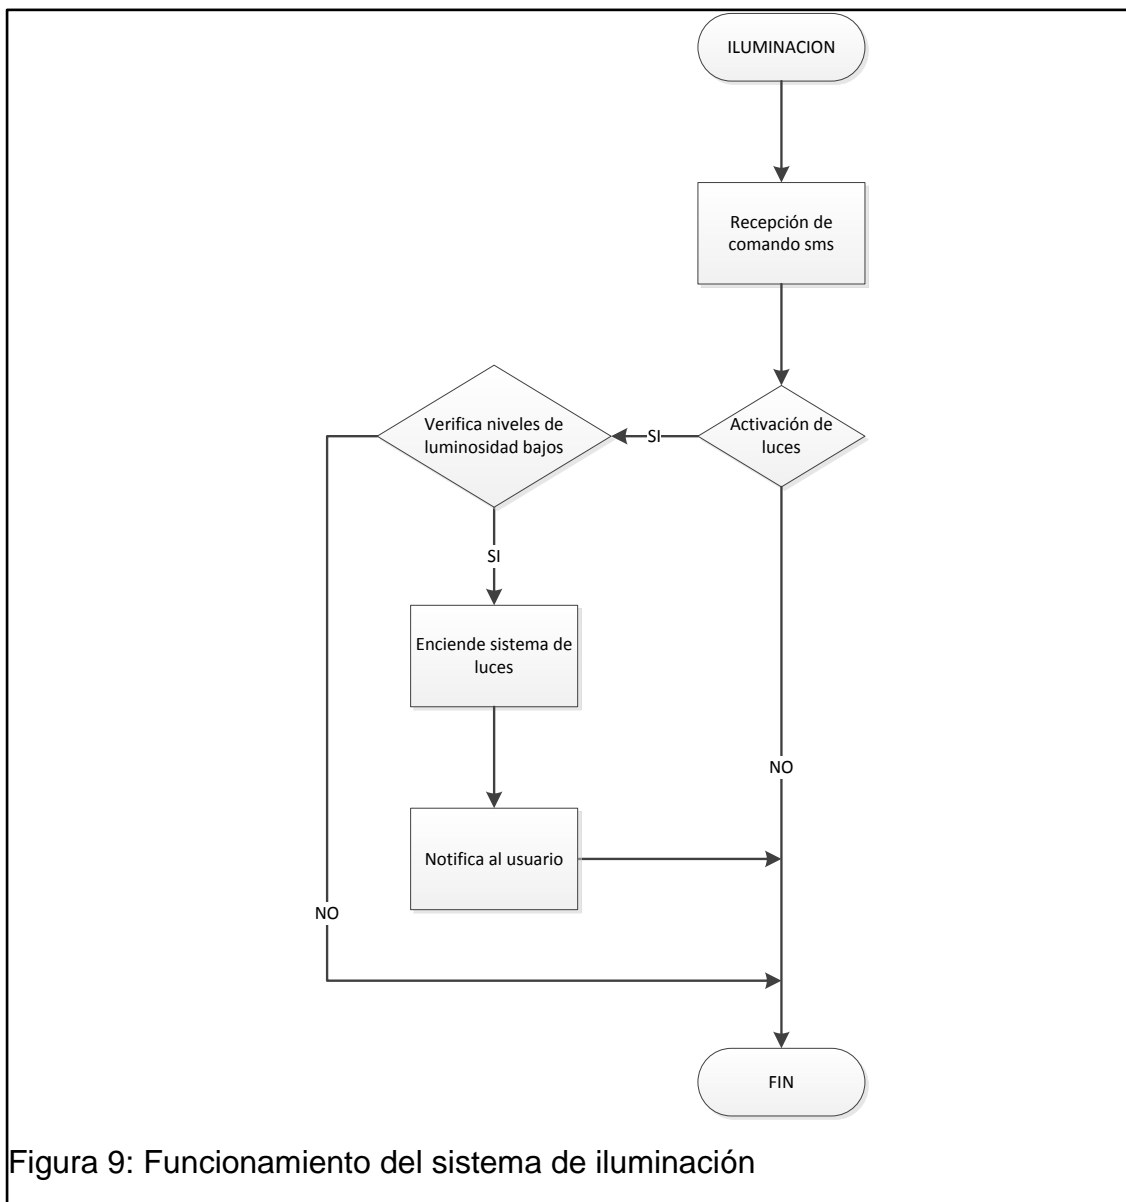 ILUMINACION
Recepción de
comando sms
Activación de
luces
SI
Verifica niveles de
luminosidad bajos
SI
Enciende sistema de
luces
NO
Notifica al usuario
NO
FIN
Figura 9: Funcionamiento del sistema de iluminación